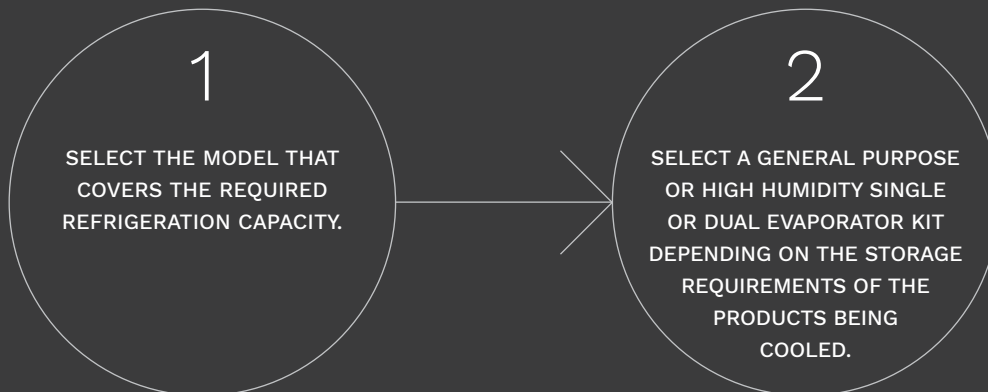 1
SELECT THE MODEL THAT
COVERS THE REQUIRED
REFRIGERATION CAPACITY.
2
SELECT A GENERAL PURPOSE
OR HIGH HUMIDITY SINGLE
OR DUAL EVAPORATOR KIT
DEPENDING ON THE STORAGE
REQUIREMENTS OF THE
PRODUCTS BEING
COOLED.